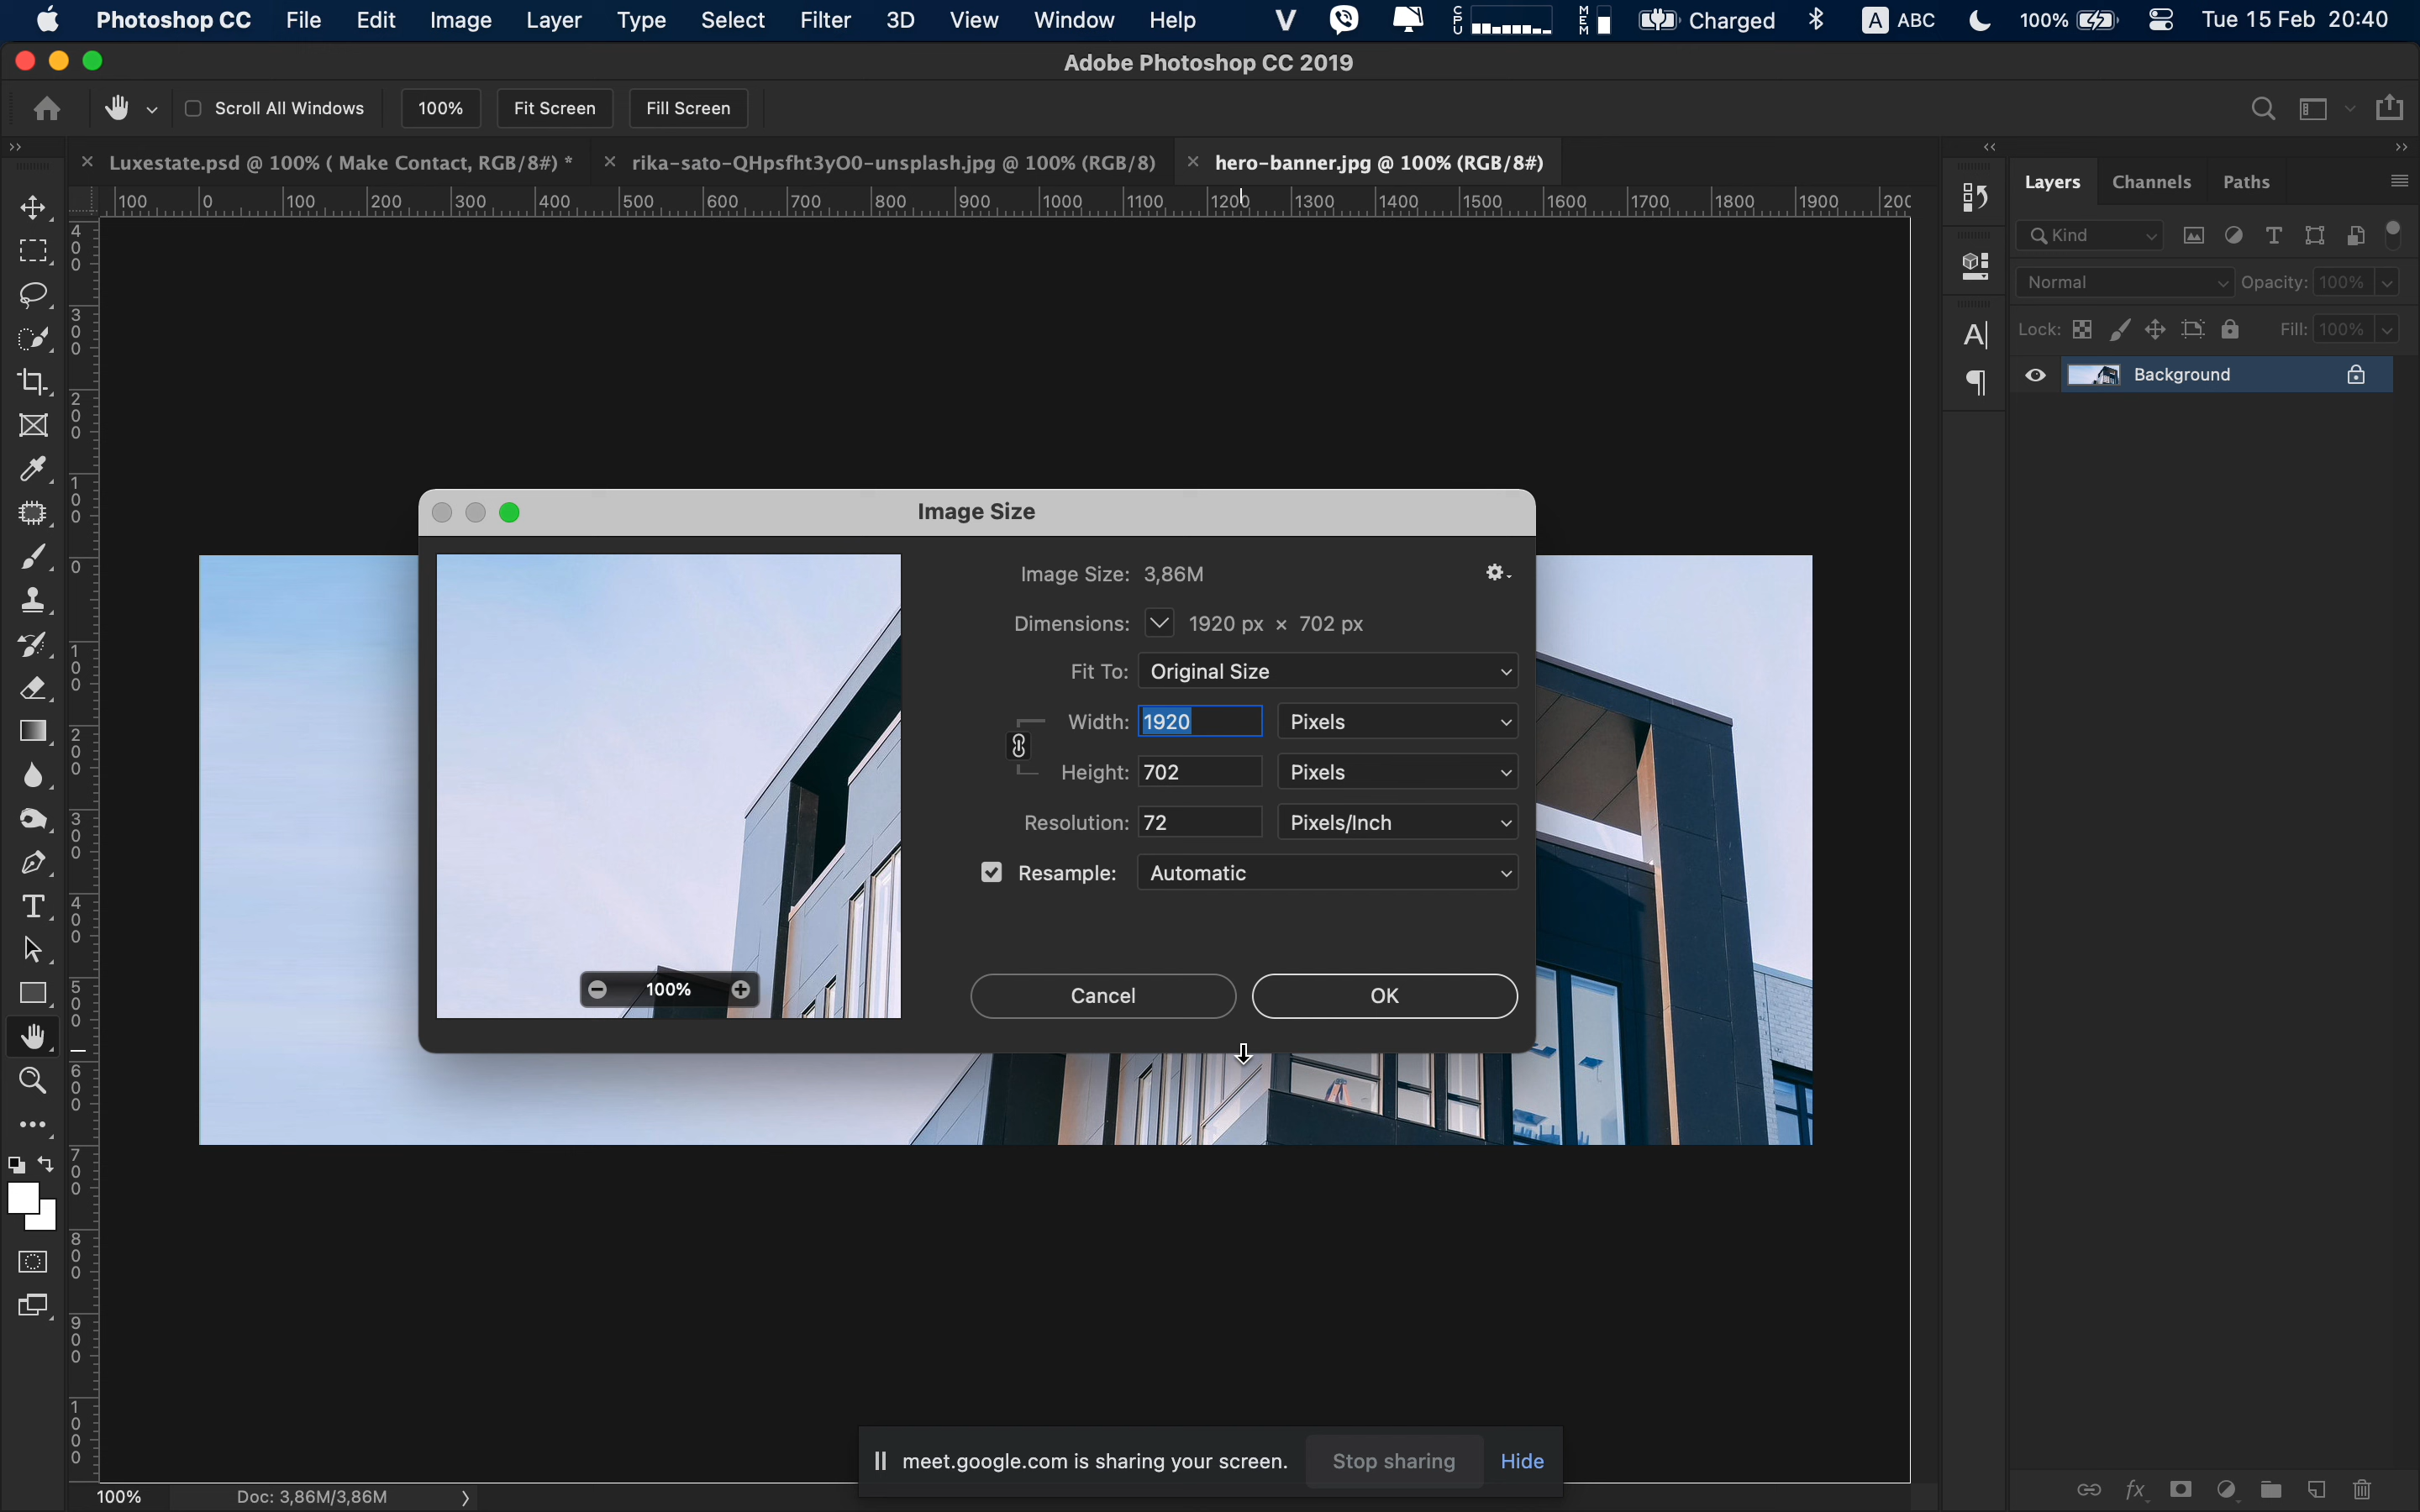 Photoshop CC File Edit Image Layer Type Select Filter 3D View Window Help V CPU MEM Charged A ABC 100% Tue 15 Feb 20:40
Adobe Photoshop CC 2019
Scroll All Windows 100% Fit Screen Fill Screen
Luxestate.psd @ 100% ( Make Contact, RGB/8#) * rika-sato-QHpsfht3yO0-unsplash.jpg @ 100% (RGB/8) hero-banner.jpg @ 100% (RGB/8#)
100 0 100 200 300 400 500 600 700 800 900 1000 1100 1200 1300 1400 1500 1600 1700 1800 1900 200
400
300
200
100
0
100
200
300
400
500
600
700
800
900
1000
Layers Channels Paths
Kind
Normal Opacity: 100%
Lock: Fill: 100%
Background
Image Size
Image Size: 3,86M
Dimensions: 1920 px × 702 px
Fit To: Original Size
Width: 1920 Pixels
Height: 702 Pixels
Resolution: 72 Pixels/Inch
Resample: Automatic
100%
Cancel OK
meet.google.com is sharing your screen. Stop sharing Hide
100% Doc: 3,86M/3,86M
fx